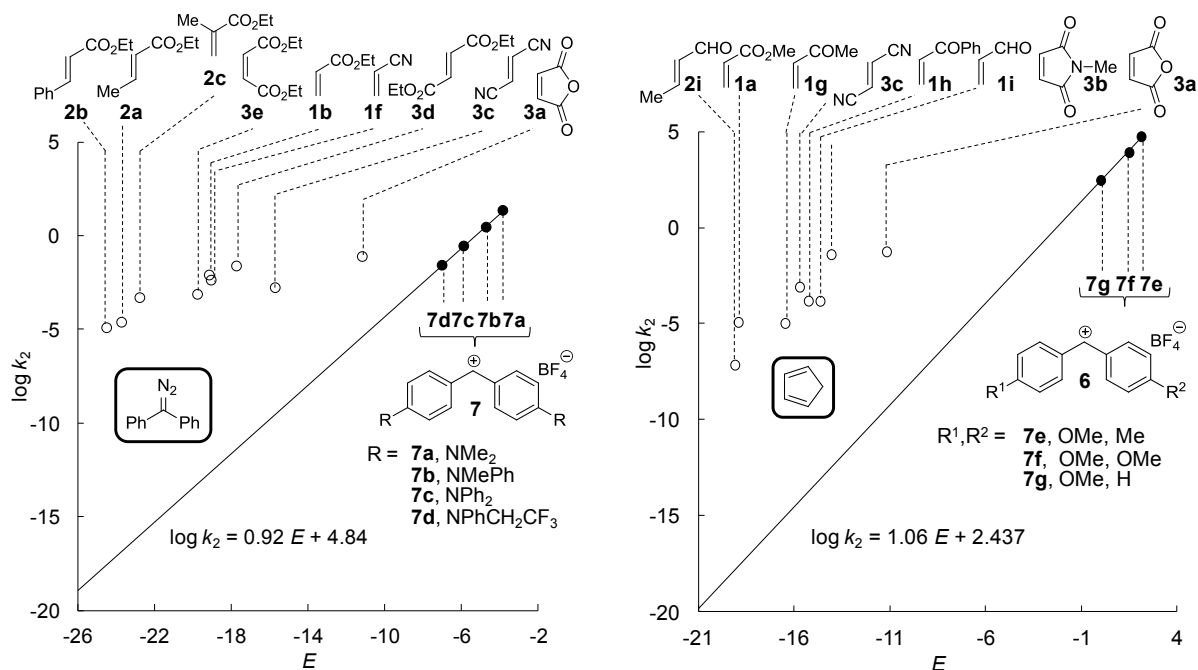 CO₂Et
Ph
2b
CO₂Et
Me
2a
Me CO₂Et
2c
CO₂Et
CO₂Et
3e
CO₂Et
1b
CN
1f
CO₂Et
EtO₂C
3d
CN
NC
3c
O
O
O
3a
5
0
-5
-10
-15
-20
log k₂
-26 -22 -18 -14 -10 -6 -2
E
N₂
Ph Ph
7d 7c 7b 7a
⊕ BF₄⊖
R 7 R
R = 7a, NMe₂
7b, NMePh
7c, NPh₂
7d, NPhCH₂CF₃
log k₂ = 0.92 E + 4.84
CHO
Me
2i
CO₂Me
1a
COMe
1g
CN
NC
3c
COPh
1h
CHO
1i
O
N–Me
O
3b
O
O
O
3a
5
0
-5
-10
-15
-20
log k₂
-21 -16 -11 -6 -1 4
E
7g 7f 7e
⊕ BF₄⊖
R¹ 6 R²
R¹,R² = 7e, OMe, Me
7f, OMe, OMe
7g, OMe, H
log k₂ = 1.06 E + 2.437